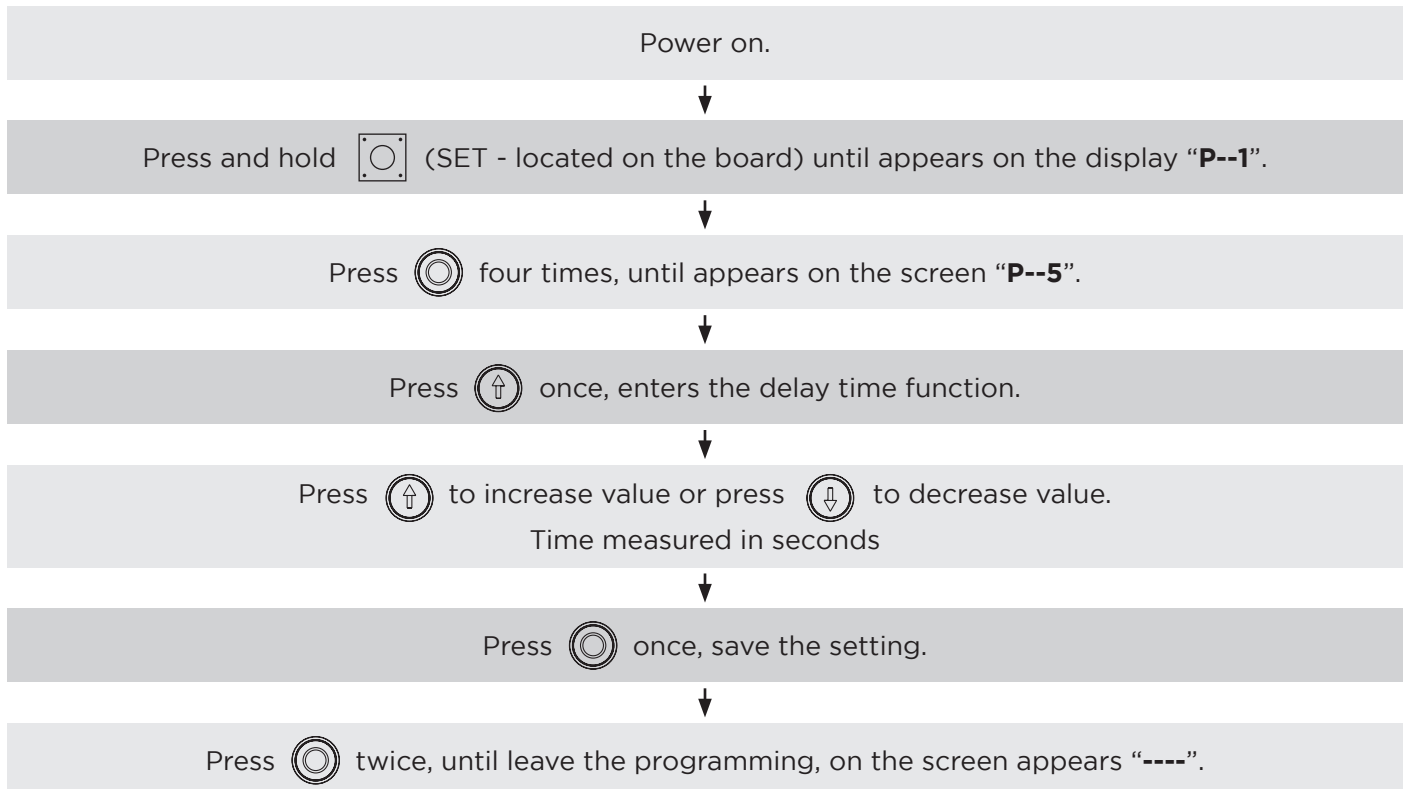 Power on.
Press and hold (SET - located on the board) until appears on the display “P--1”.
Press four times, until appears on the screen “P--5”.
Press once, enters the delay time function.
Press to increase value or press to decrease value.
Time measured in seconds
Press once, save the setting.
Press twice, until leave the programming, on the screen appears “----”.